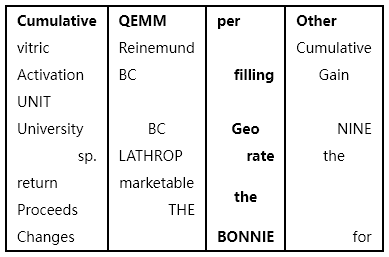 Cumulative QEMM per Other
vitric Reinemund Cumulative
Activation BC filling Gain
UNIT
University BC Geo NINE
sp. LATHROP rate the
return marketable
the
Proceeds THE
Changes BONNIE for